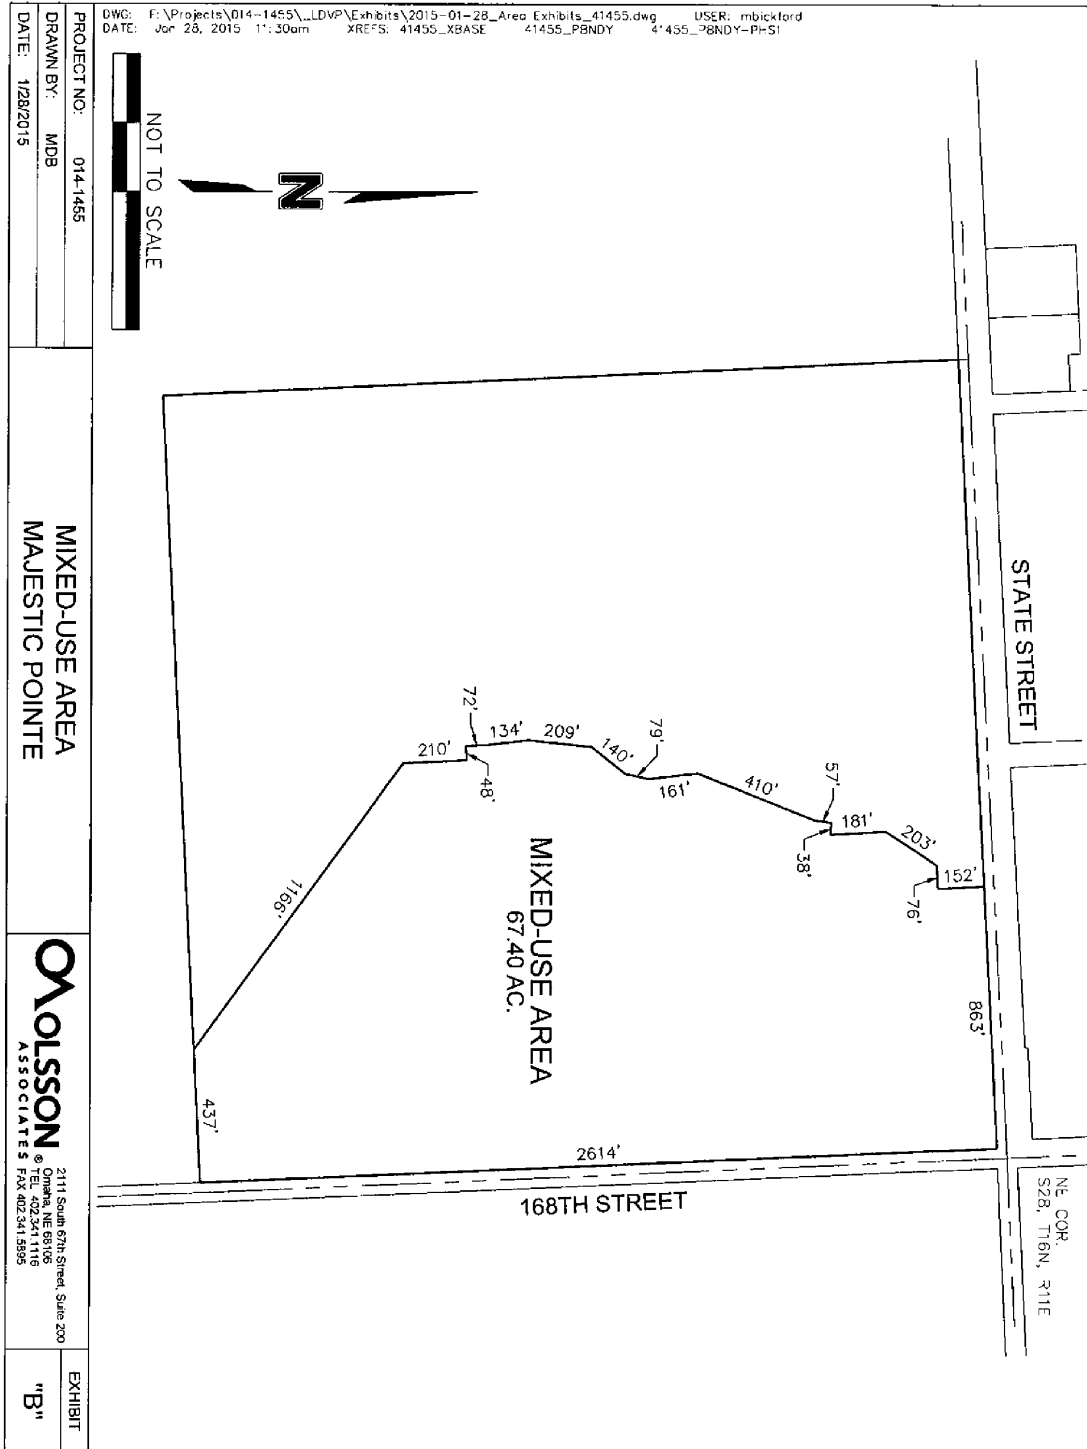 DWG: F:\Projects\014-1455\_LDVP\Exhibits\2015-01-28_Area Exhibits_41455.dwg USER: mbickford
DATE: Jan 28, 2015 11:30am XREFS: 41455_XBASE 41455_PBNDY 41455_PBNDY-PHS1
NOT TO SCALE
N
STATE STREET
NE COR.
S28, T16N, R11E
863'
152'
76'
203'
181'
38'
57'
410'
161'
79'
140'
209'
134'
72'
48'
210'
1166'
437'
2614'
168TH STREET
MIXED-USE AREA
67.40 AC.
PROJECT NO: 014-1455
DRAWN BY: MDB
DATE: 1/28/2015
MIXED-USE AREA
MAJESTIC POINTE
OLSSON ®
ASSOCIATES
2111 South 67th Street, Suite 200
Omaha, NE 68106
TEL 402.341.1116
FAX 402.341.5895
EXHIBIT
"B"